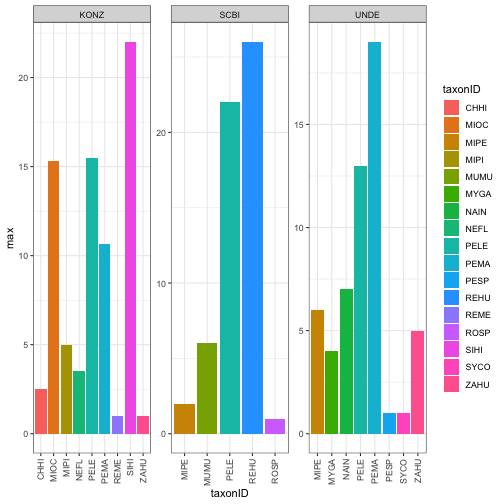 KONZ SCBI UNDE
max
20
15
10
5
0
20
10
0
15
10
5
0
CHHI MIOC MIPI NEFL PELE PEMA REME SIHI ZAHU
MIPE MUMU PELE REHU ROSP
MIPE MYGA NAIN PELE PEMA PESP SYCO ZAHU
taxonID
taxonID
CHHI
MIOC
MIPE
MIPI
MUMU
MYGA
NAIN
NEFL
PELE
PEMA
PESP
REHU
REME
ROSP
SIHI
SYCO
ZAHU